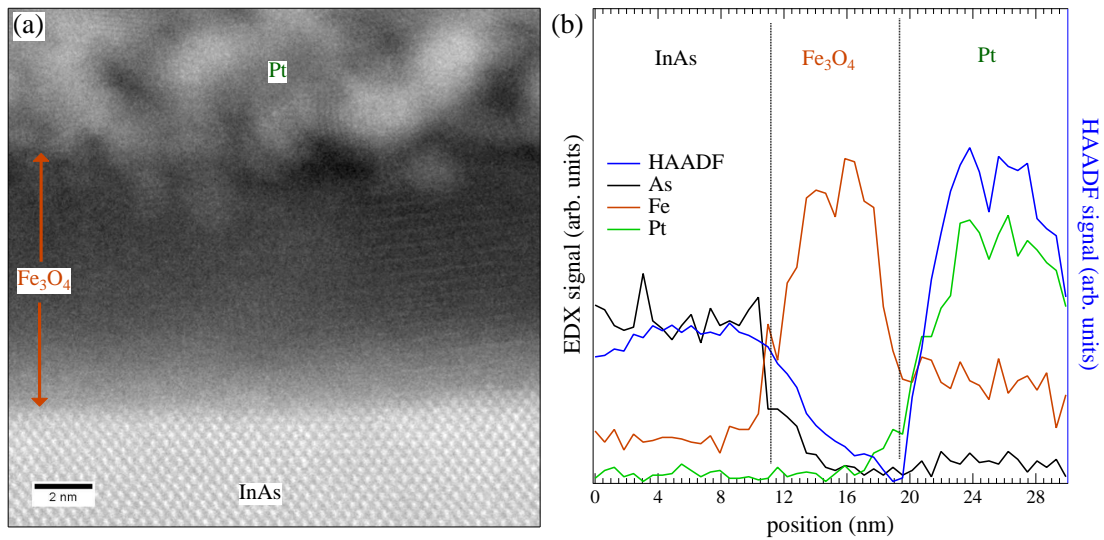 (a)
Pt
Fe3O4
2 nm
InAs
(b)
InAs
Fe3O4
Pt
HAADF
As
Fe
Pt
EDX signal (arb. units)
HAADF signal (arb. units)
0 4 8 12 16 20 24 28
position (nm)